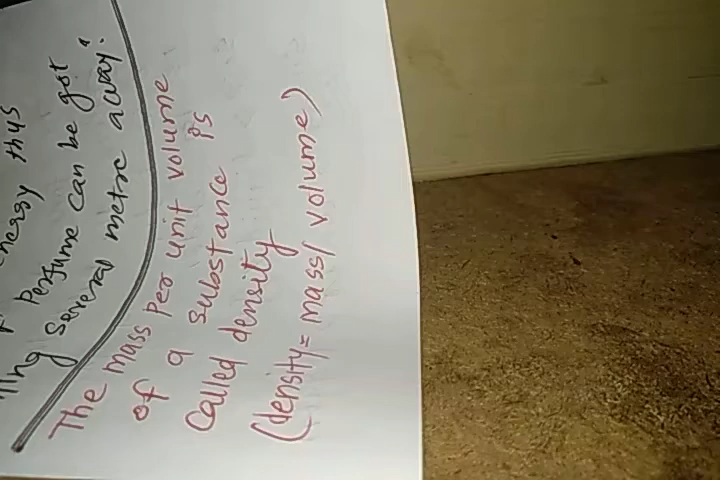 thus
Perfume can be got
several metre away.
The mass per unit volume
of a substance is
Called density
(density= mass/ volume)